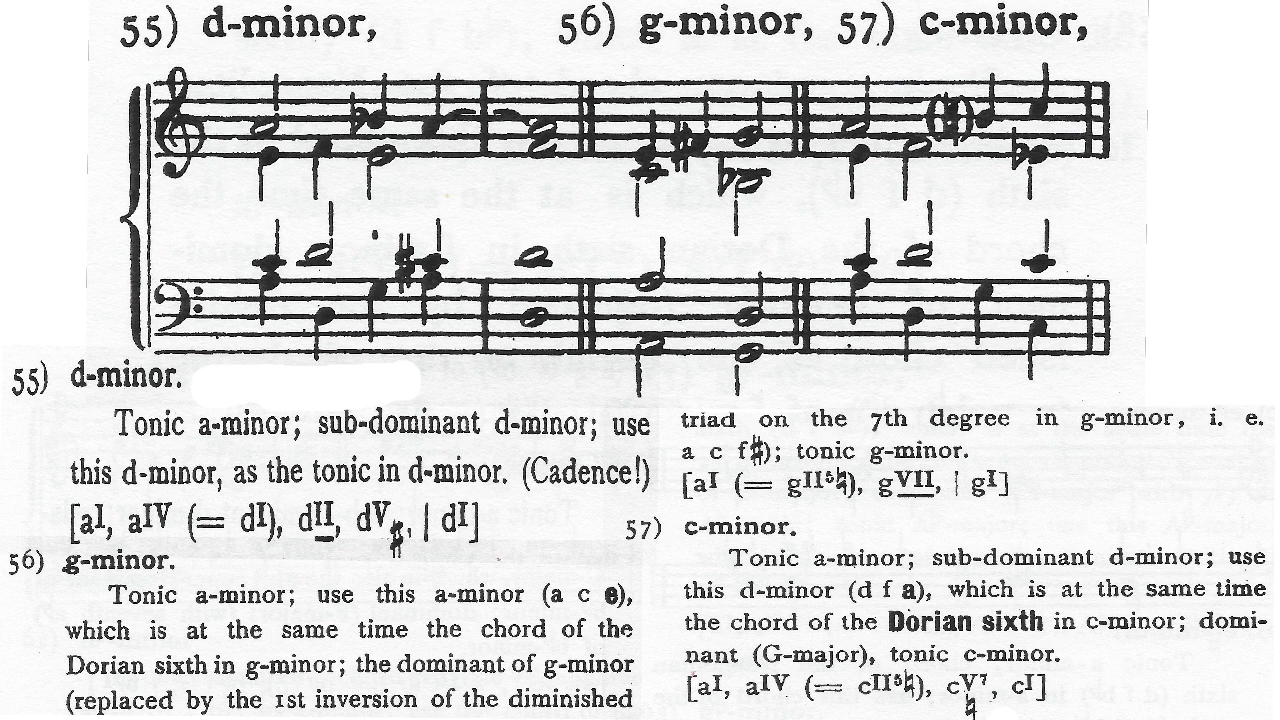 55) d-minor,
56) g-minor,
57) c-minor,
55) d-minor.
Tonic a-minor; sub-dominant d-minor; use
this d-minor, as the tonic in d-minor. (Cadence!)
[aI, aIV (= dI), dII, dV♯, | dI]
56) g-minor.
Tonic a-minor; use this a-minor (a c e),
which is at the same time the chord of the
Dorian sixth in g-minor; the dominant of g-minor
(replaced by the 1st inversion of the diminished
triad on the 7th degree in g-minor, i. e.
a c f♯); tonic g-minor.
[aI (= gII⁵♮), gVII, | gI]
57) c-minor.
Tonic a-minor; sub-dominant d-minor; use
this d-minor (d f a), which is at the same time
the chord of the Dorian sixth in c-minor; domi-
nant (G-major), tonic c-minor.
[aI, aIV (= cII⁵♮), cV⁷♮ cI]